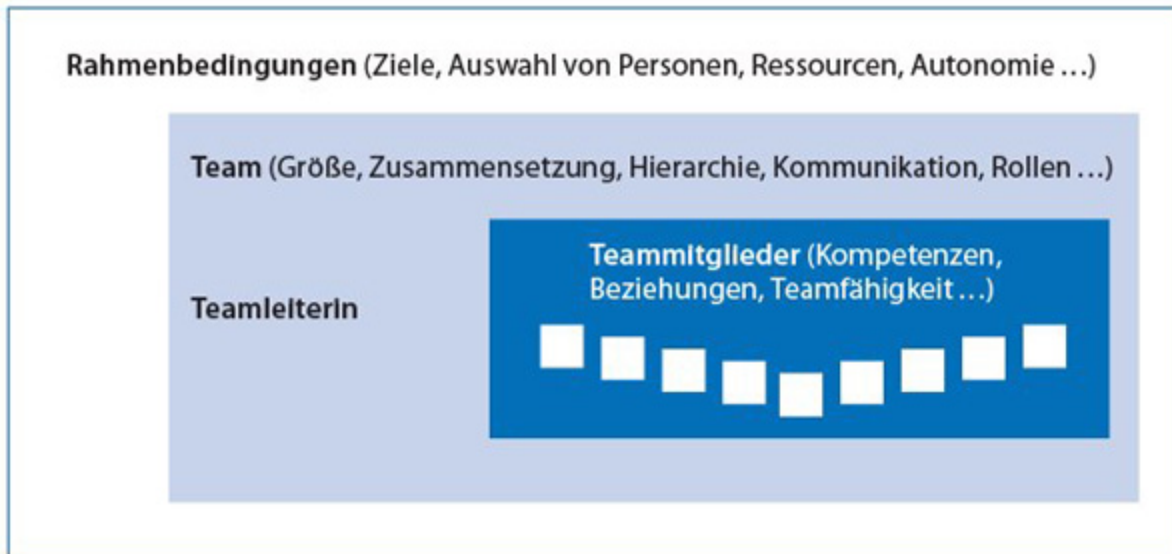 Rahmenbedingungen (Ziele, Auswahl von Personen, Ressourcen, Autonomie …)
Team (Größe, Zusammensetzung, Hierarchie, Kommunikation, Rollen …)
Teammitglieder (Kompetenzen,
Beziehungen, Teamfähigkeit …)
TeamleiterIn